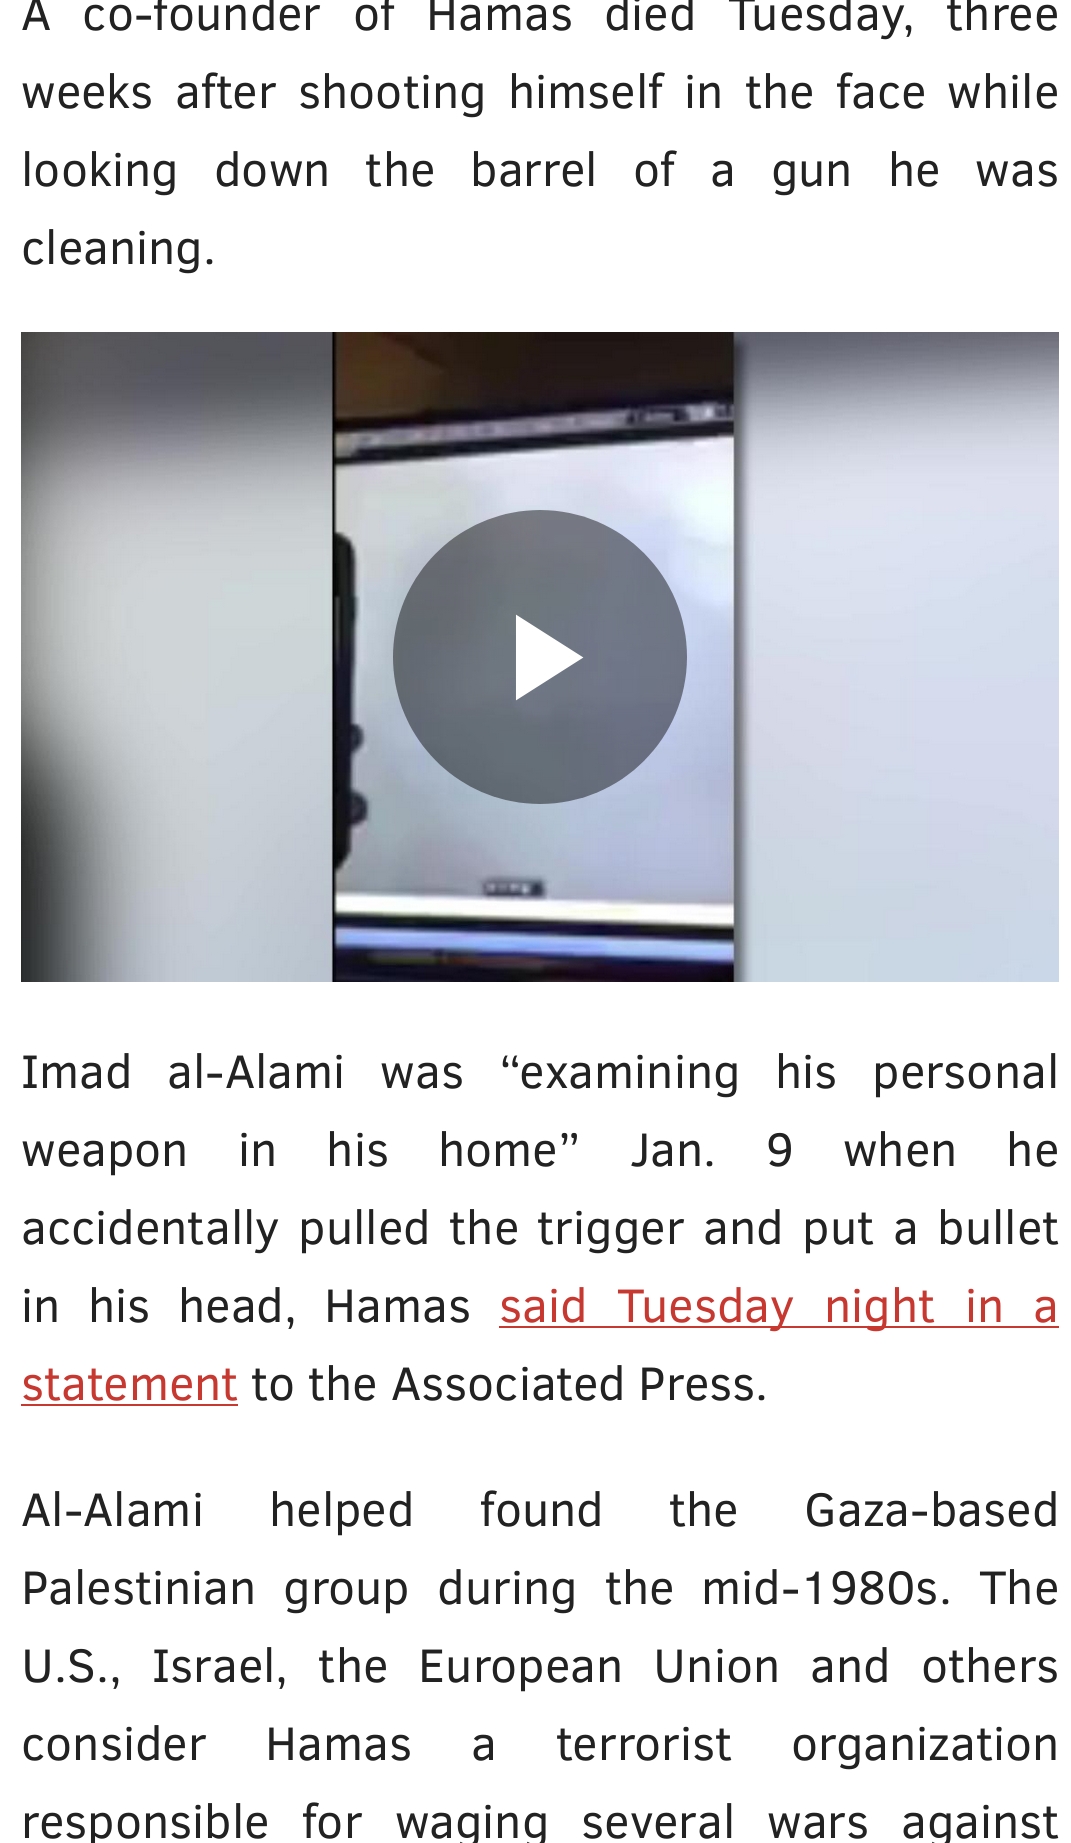 A co-founder of Hamas died Tuesday, three
weeks after shooting himself in the face while
looking down the barrel of a gun he was
cleaning.
Imad al-Alami was “examining his personal
weapon in his home” Jan. 9 when he
accidentally pulled the trigger and put a bullet
in his head, Hamas said Tuesday night in a
statement to the Associated Press.
Al-Alami helped found the Gaza-based
Palestinian group during the mid-1980s. The
U.S., Israel, the European Union and others
consider Hamas a terrorist organization
responsible for waging several wars against